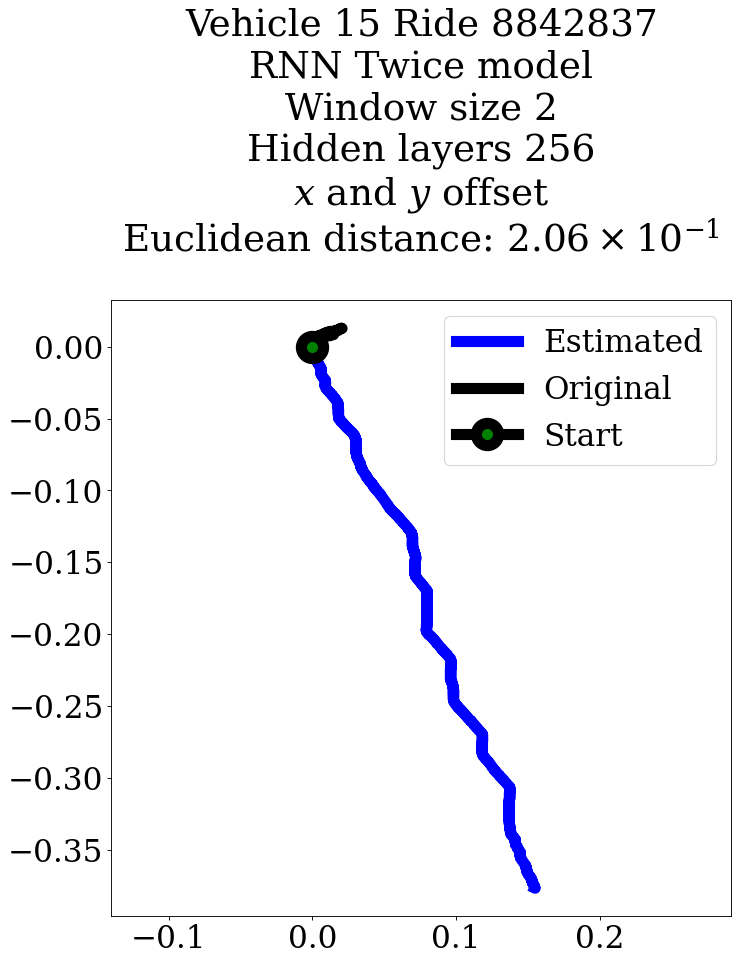 Vehicle 15 Ride 8842837
RNN Twice model
Window size 2
Hidden layers 256
x and y offset
Euclidean distance: 2.06 × 10⁻¹
Estimated
Original
Start
0.00
−0.05
−0.10
−0.15
−0.20
−0.25
−0.30
−0.35
−0.1 0.0 0.1 0.2